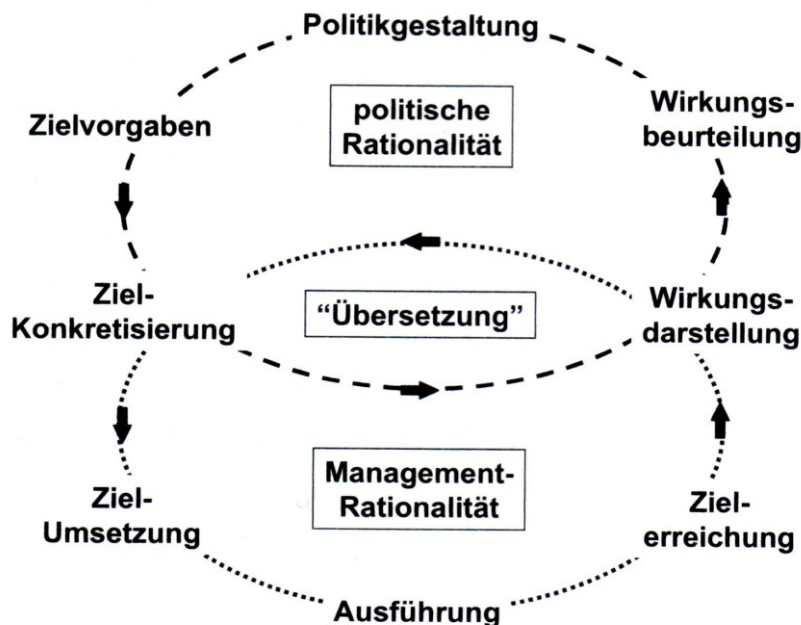 Politikgestaltung
Zielvorgaben
politische
Rationalität
Wirkungs-
beurteilung
Ziel-
Konkretisierung
“Übersetzung”
Wirkungs-
darstellung
Management-
Rationalität
Ziel-
Umsetzung
Ziel-
erreichung
Ausführung